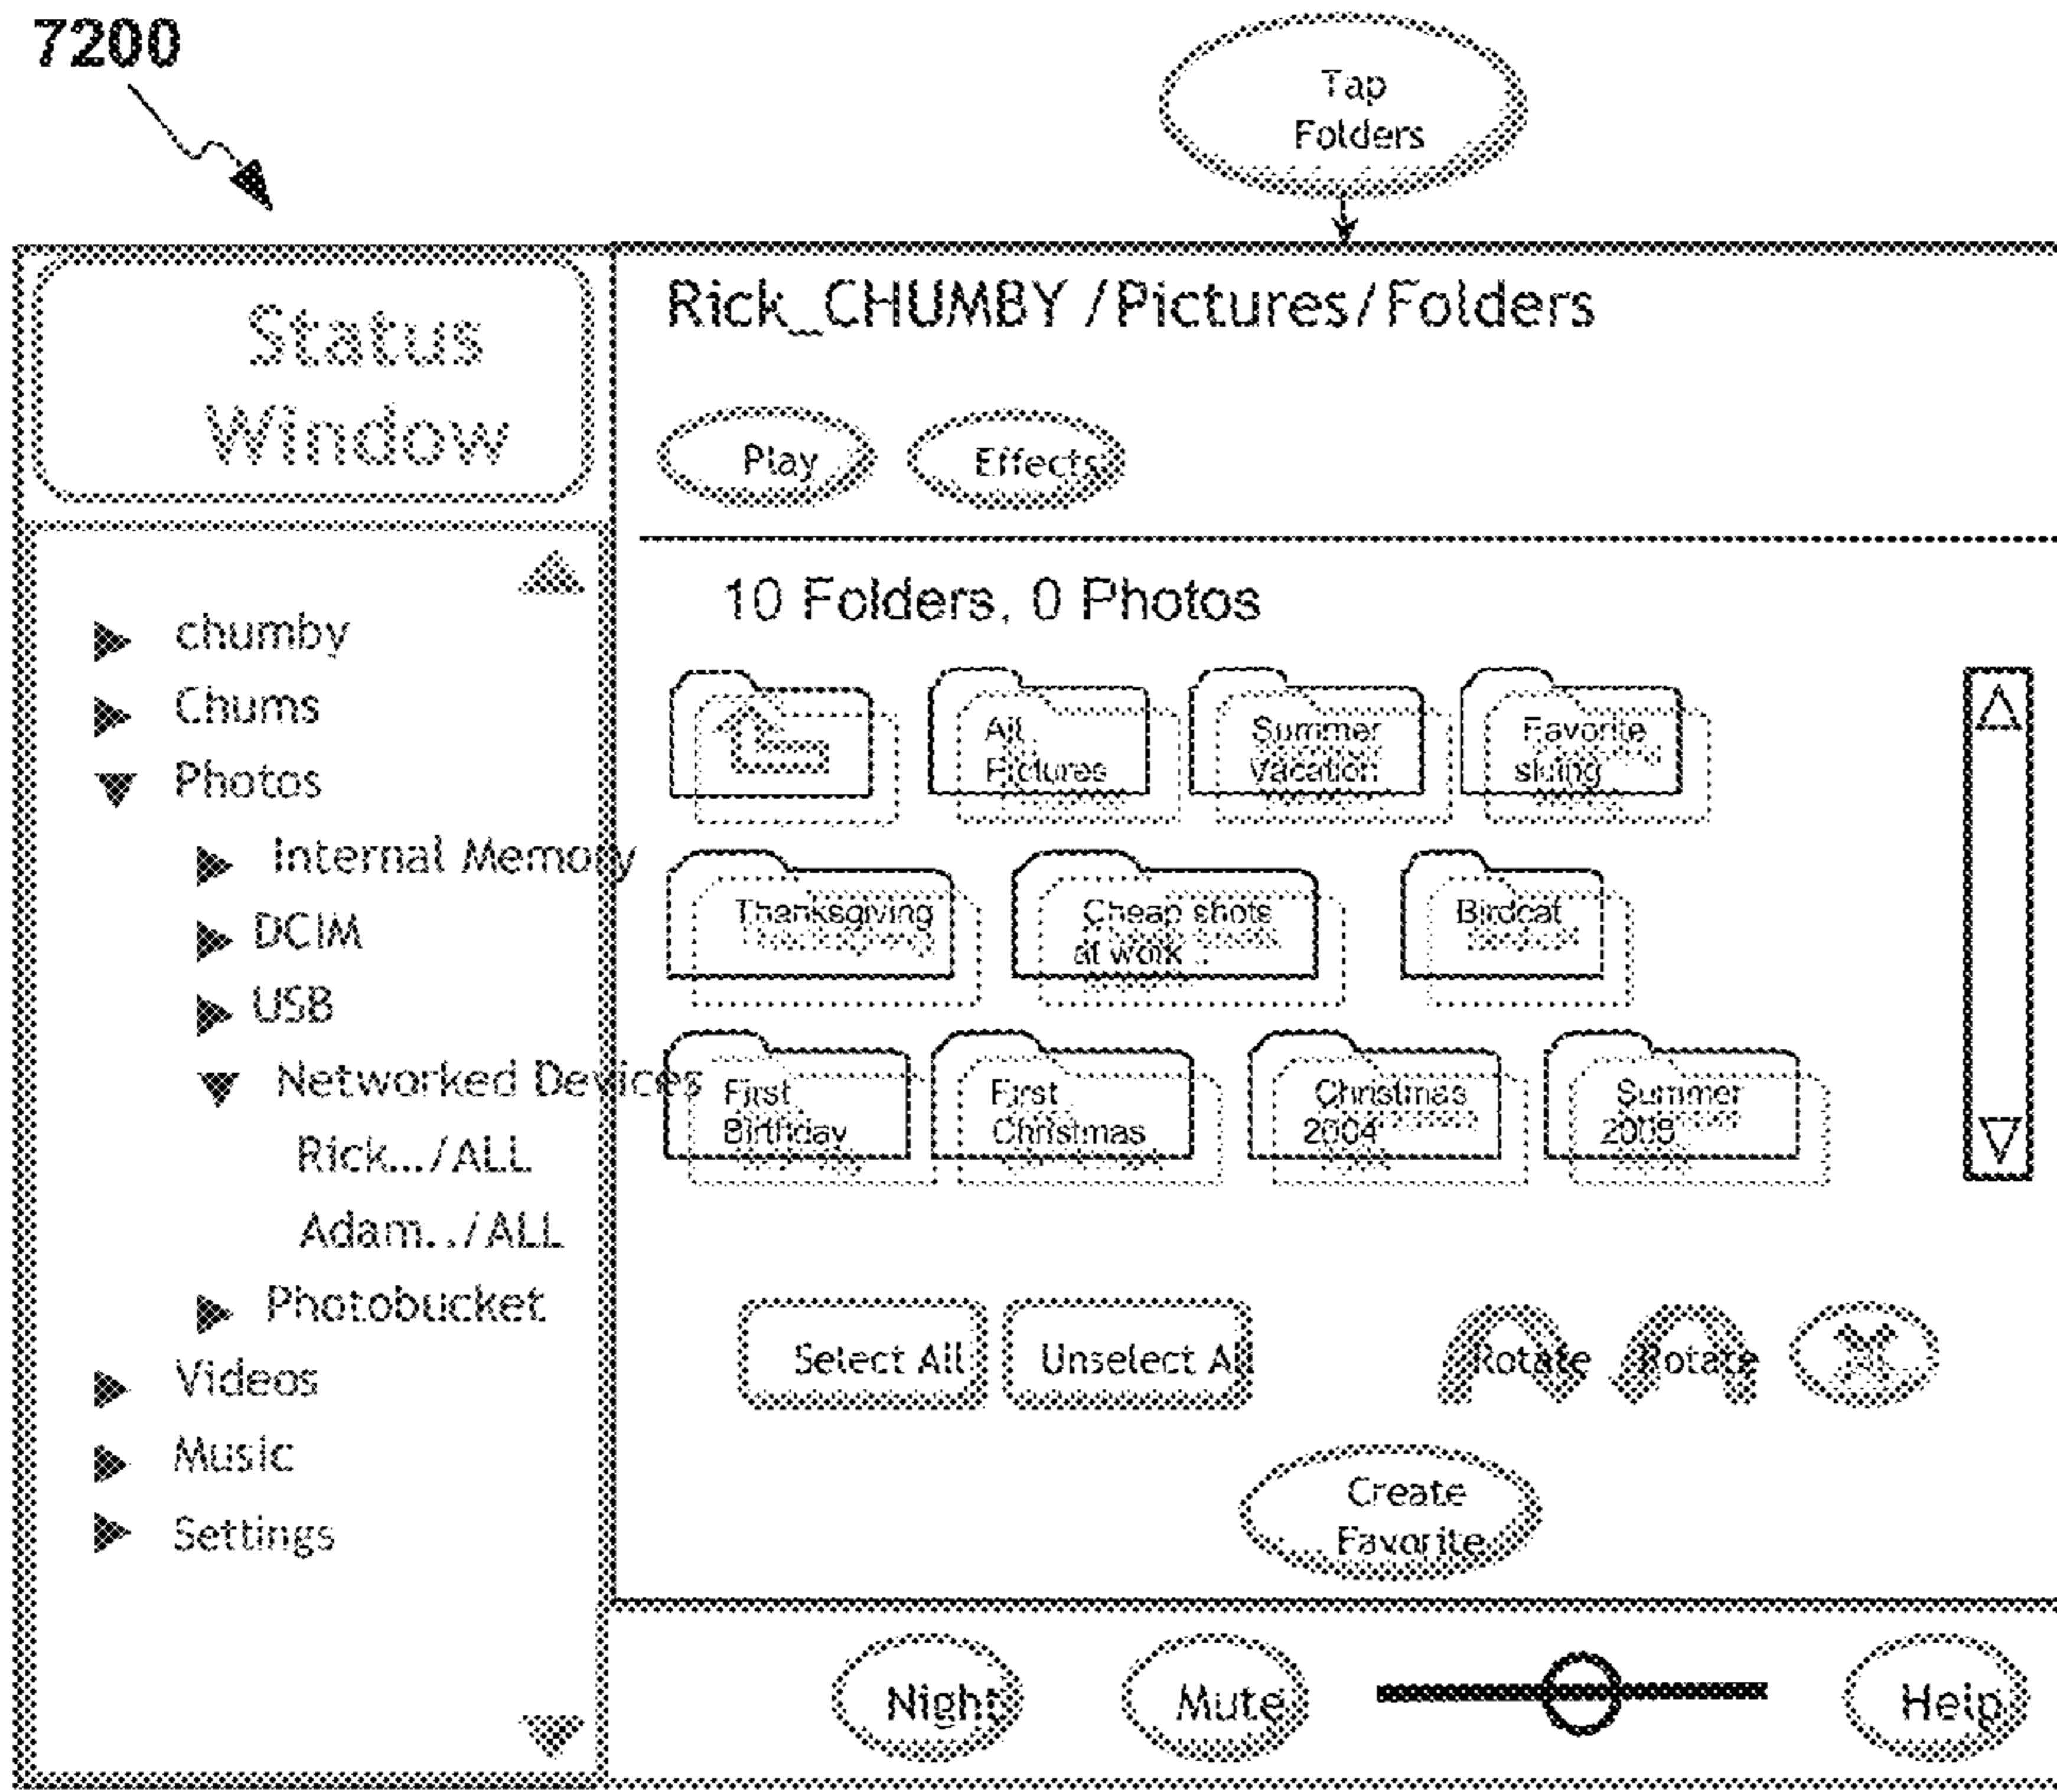 7200
Tap
Folders
Status
Window
Rick_CHUMBY /Pictures/Folders
Play
Effects
10 Folders, 0 Photos
chumby
Chums
Photos
Internal Memory
DCIM
USB
Networked Devices
Rick.../ALL
Adam.../ALL
Photobucket
Videos
Music
Settings
All
Pictures
Summer
Vacation
Favorite
Thanksgiving
Cheap shots
at work
Birdcat
First
Birthday
First
Christmas
Christmas
2004
Summer
Select All
Unselect All
Rotate
Rotate
X
Create
Favorite
Night
Mute
Help